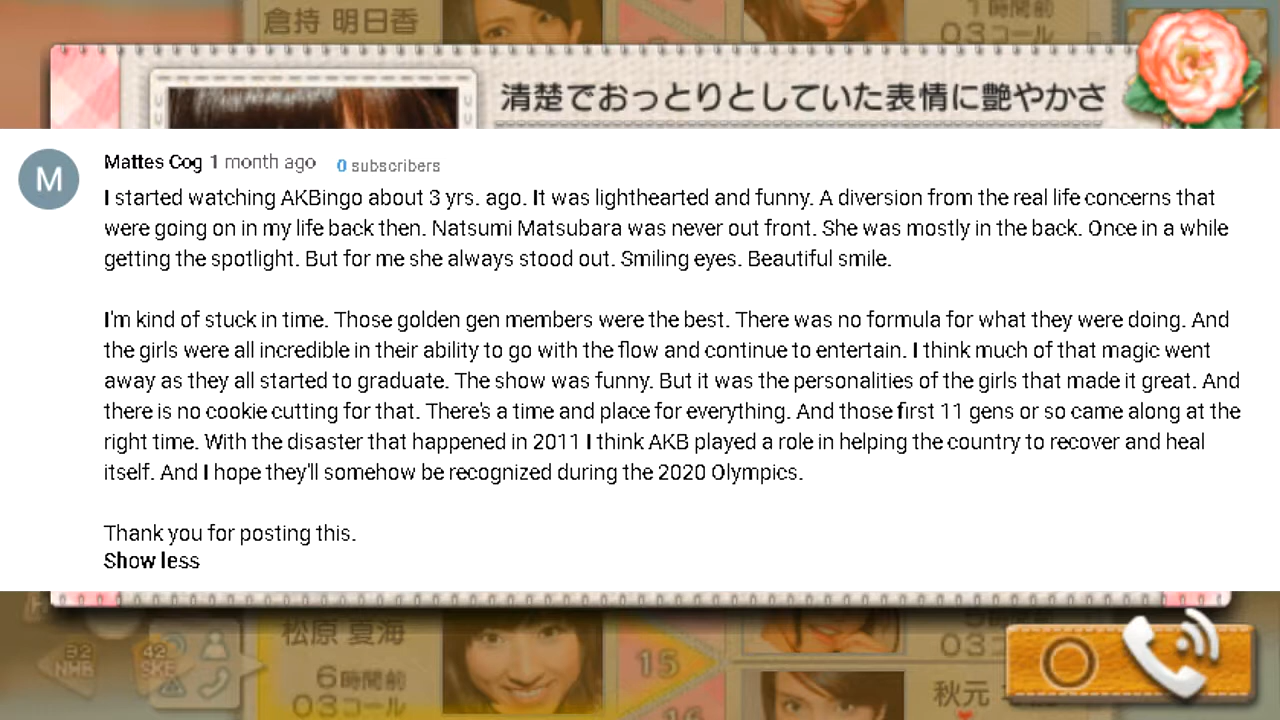 倉持 明日香
1時間前
03コール
清楚でおっとりとしていた表情に艶やかさ
M
Mattes Cog 1 month ago 0 subscribers
I started watching AKBingo about 3 yrs. ago. It was lighthearted and funny. A diversion from the real life concerns that
were going on in my life back then. Natsumi Matsubara was never out front. She was mostly in the back. Once in a while
getting the spotlight. But for me she always stood out. Smiling eyes. Beautiful smile.
I'm kind of stuck in time. Those golden gen members were the best. There was no formula for what they were doing. And
the girls were all incredible in their ability to go with the flow and continue to entertain. I think much of that magic went
away as they all started to graduate. The show was funny. But it was the personalities of the girls that made it great. And
there is no cookie cutting for that. There's a time and place for everything. And those first 11 gens or so came along at the
right time. With the disaster that happened in 2011 I think AKB played a role in helping the country to recover and heal
itself. And I hope they'll somehow be recognized during the 2020 Olympics.
Thank you for posting this.
Show less
松原 夏海
6時間前
03コール
32
NMB
42
SKE
15
16
03コール
秋元